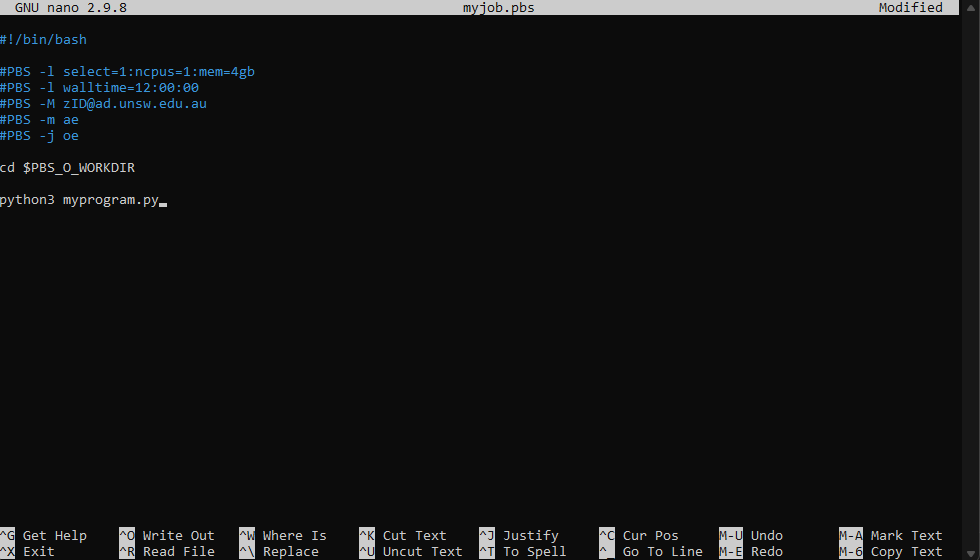 GNU nano 2.9.8 myjob.pbs Modified
#!/bin/bash
#PBS -l select=1:ncpus=1:mem=4gb
#PBS -l walltime=12:00:00
#PBS -M zID@ad.unsw.edu.au
#PBS -m ae
#PBS -j oe
cd $PBS_O_WORKDIR
python3 myprogram.py
^G Get Help ^O Write Out ^W Where Is ^K Cut Text ^J Justify ^C Cur Pos M-U Undo M-A Mark Text
^X Exit ^R Read File ^\ Replace ^U Uncut Text ^T To Spell ^_ Go To Line M-E Redo M-6 Copy Text